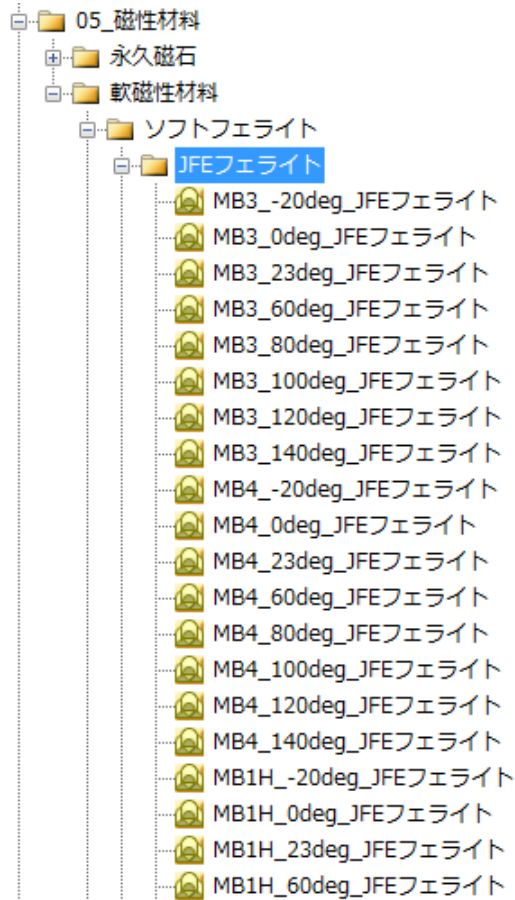 05_磁性材料
永久磁石
軟磁性材料
ソフトフェライト
JFEフェライト
MB3_-20deg_JFEフェライト
MB3_0deg_JFEフェライト
MB3_23deg_JFEフェライト
MB3_60deg_JFEフェライト
MB3_80deg_JFEフェライト
MB3_100deg_JFEフェライト
MB3_120deg_JFEフェライト
MB3_140deg_JFEフェライト
MB4_-20deg_JFEフェライト
MB4_0deg_JFEフェライト
MB4_23deg_JFEフェライト
MB4_60deg_JFEフェライト
MB4_80deg_JFEフェライト
MB4_100deg_JFEフェライト
MB4_120deg_JFEフェライト
MB4_140deg_JFEフェライト
MB1H_-20deg_JFEフェライト
MB1H_0deg_JFEフェライト
MB1H_23deg_JFEフェライト
MB1H_60deg_JFEフェライト